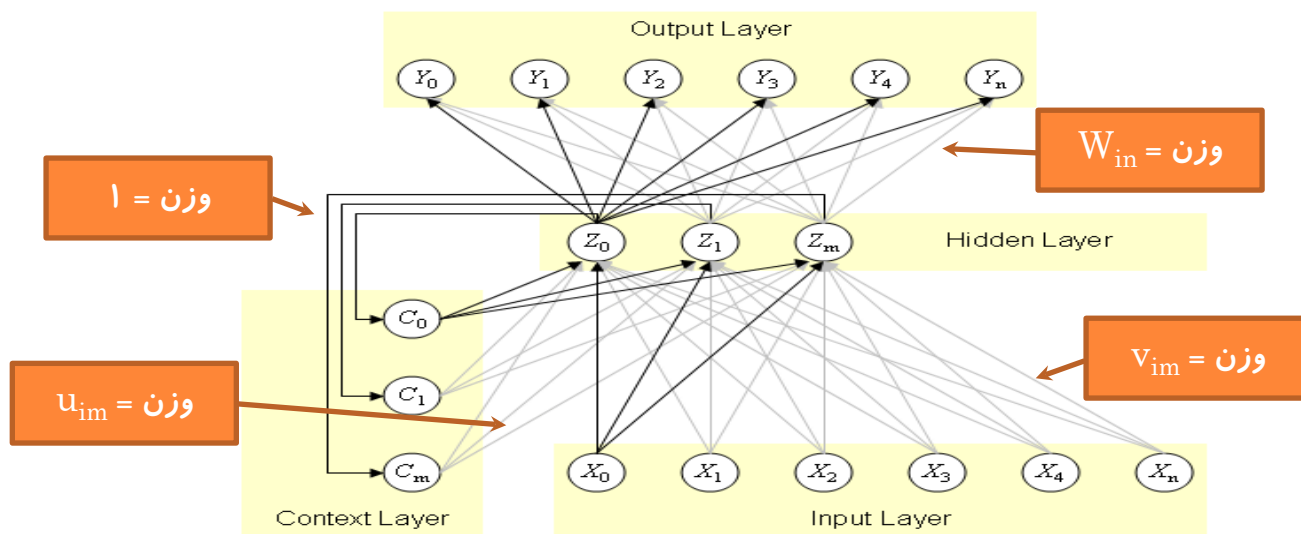 Output Layer
Y0 Y1 Y2 Y3 Y4 Yn
وزن = Win
وزن = ۱
Z0 Z1 Zm Hidden Layer
C0
وزن = vim
C1
وزن = uim
Cm
X0 X1 X2 X3 X4 Xn
Context Layer
Input Layer